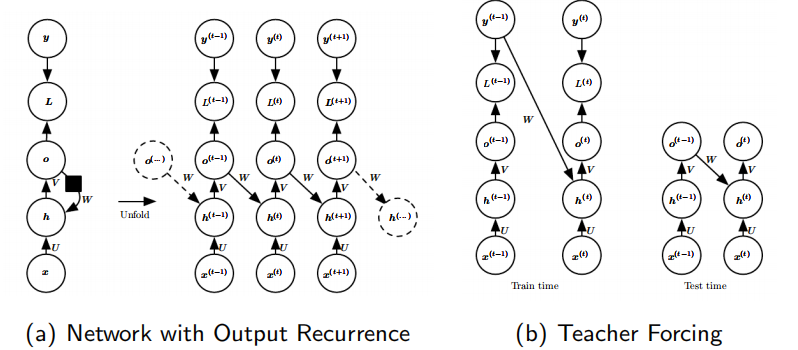 y
y(t−1)
y(t)
y(t+1)
L
L(t−1)
L(t)
L(t+1)
o
o(...)
o(t−1)
o(t)
o(t+1)
W
W
W
W
W
V
V
V
V
h
h(t−1)
h(t)
h(t+1)
h(...)
Unfold
U
U
U
U
x
x(t−1)
x(t)
x(t+1)
(a) Network with Output Recurrence
y(t−1)
y(t)
L(t−1)
L(t)
W
o(t−1)
o(t)
V
V
h(t−1)
h(t)
U
U
x(t−1)
x(t)
Train time
o(t−1)
o(t)
W
V
V
h(t−1)
h(t)
U
U
x(t−1)
x(t)
Test time
(b) Teacher Forcing